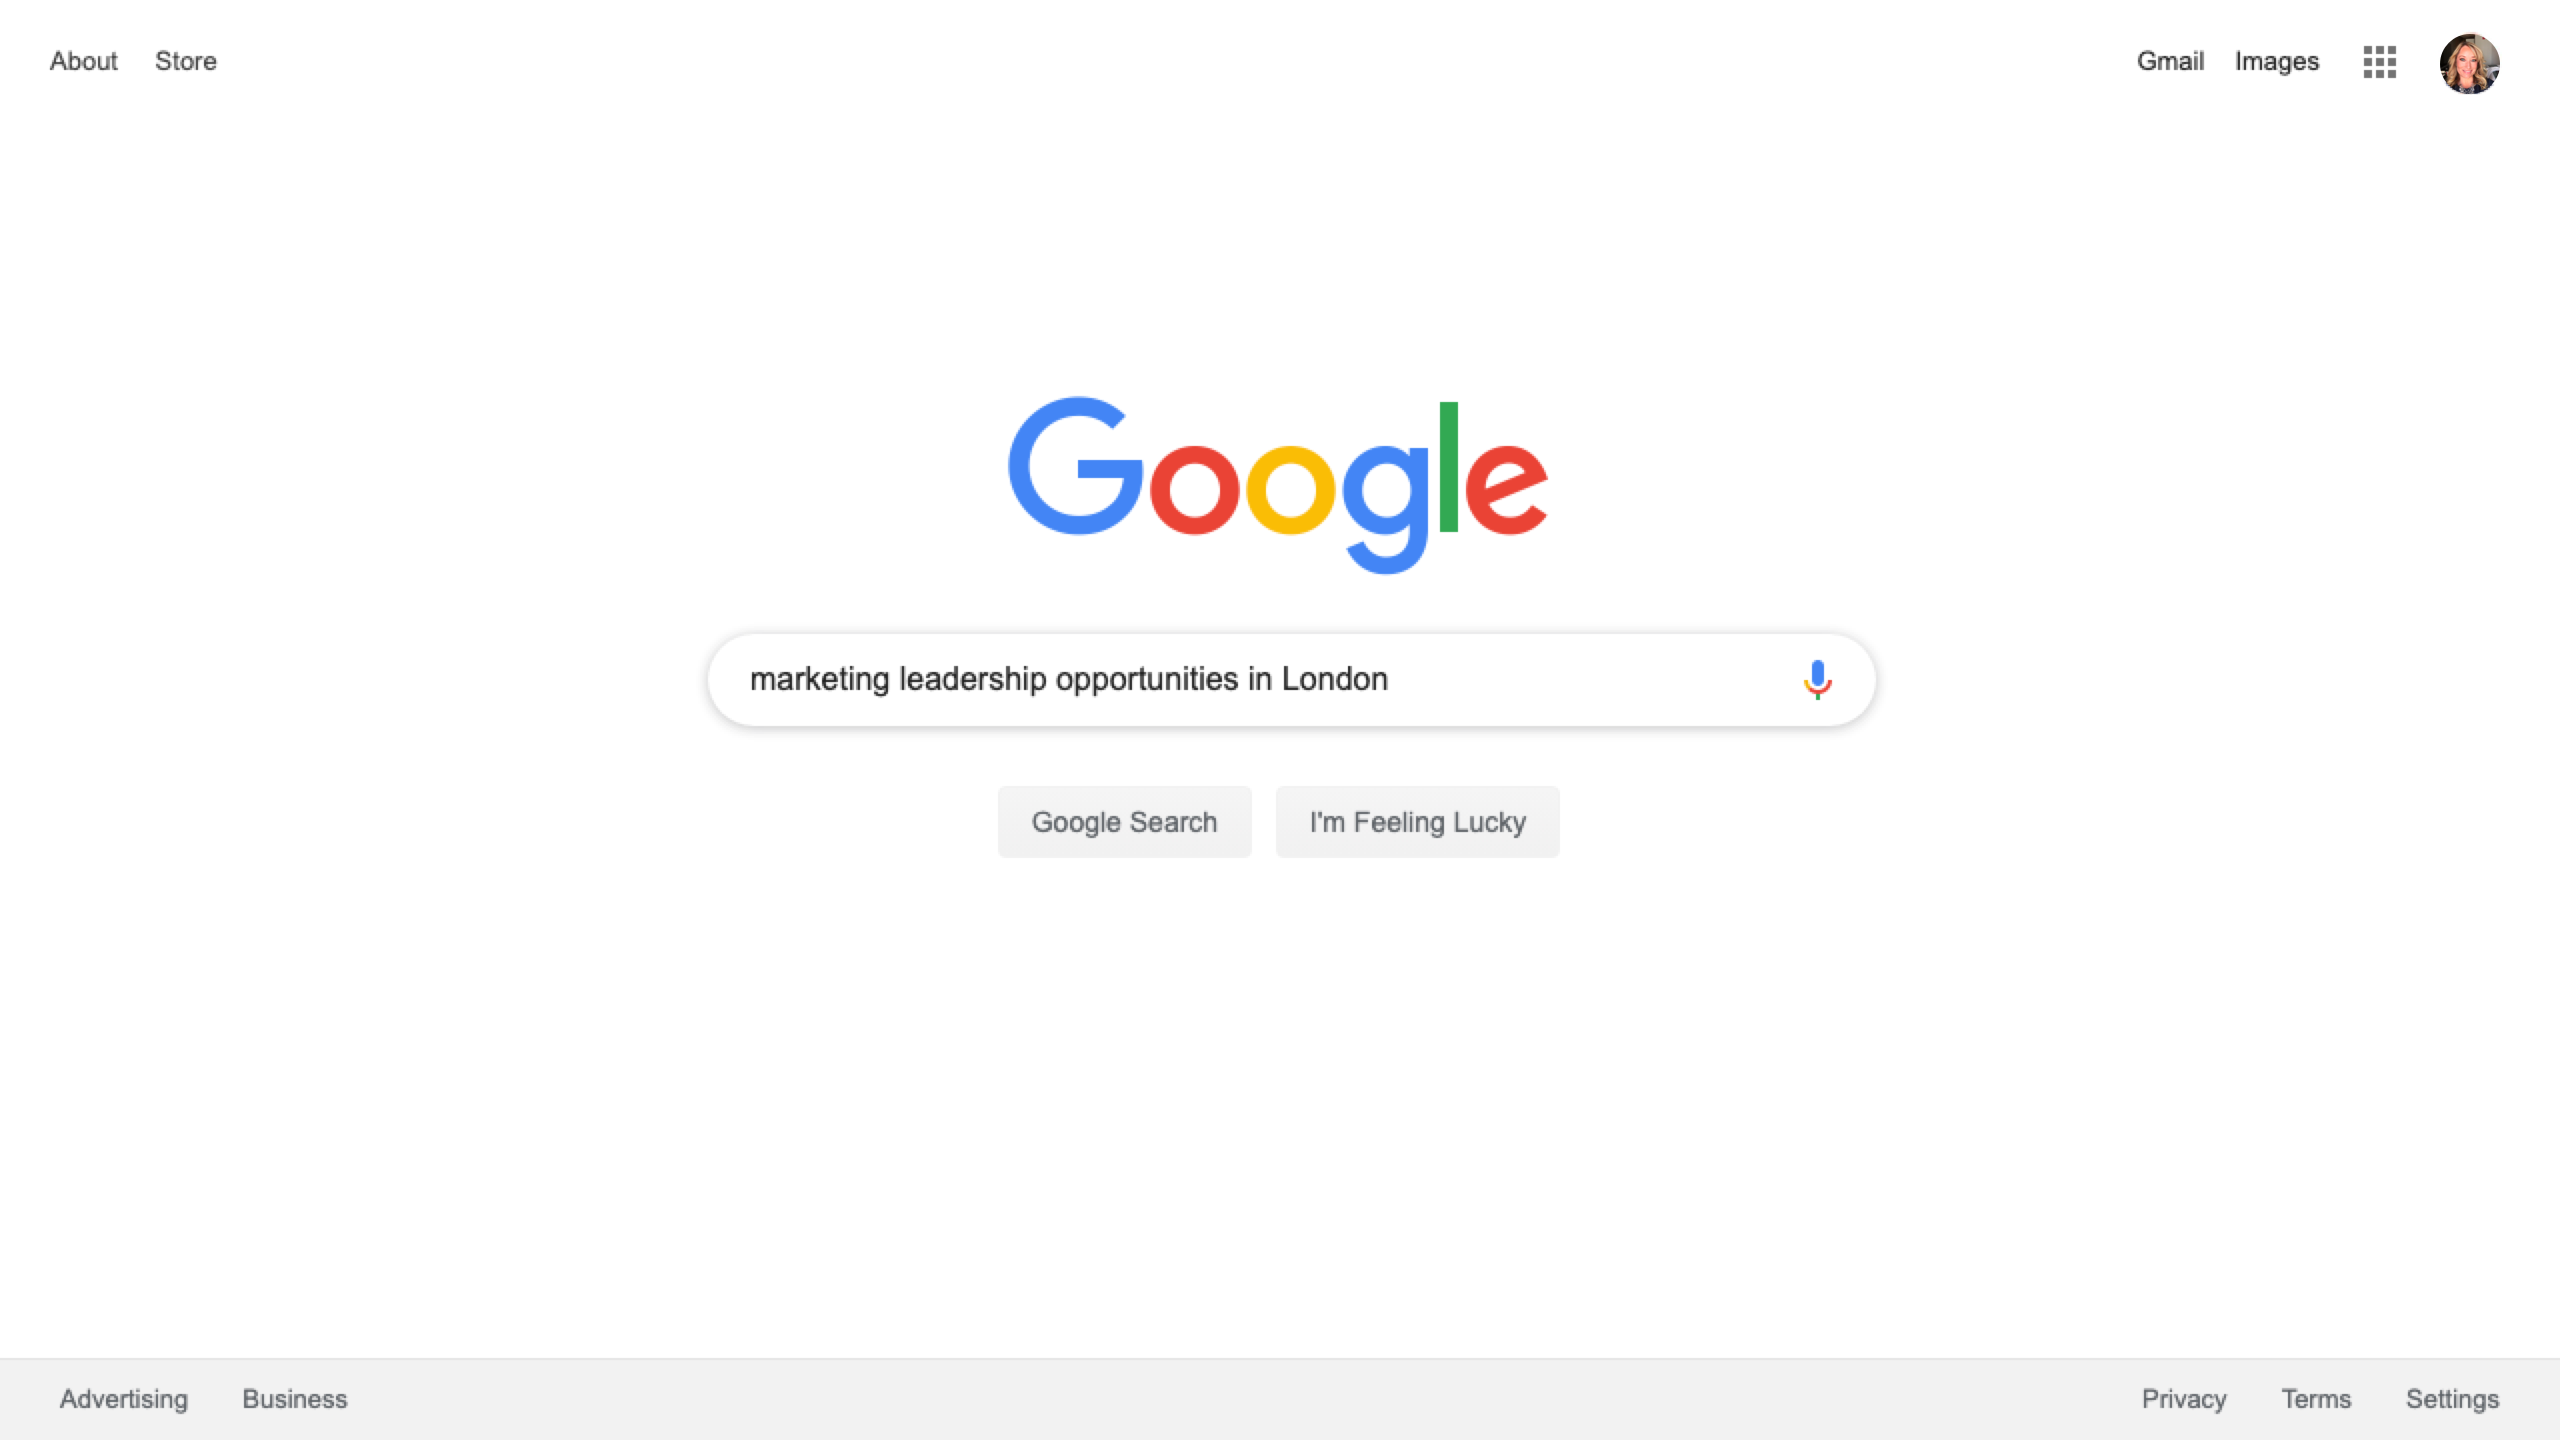 About Store
Gmail Images
Google
marketing leadership opportunities in London
Google Search I'm Feeling Lucky
Advertising Business
Privacy Terms Settings